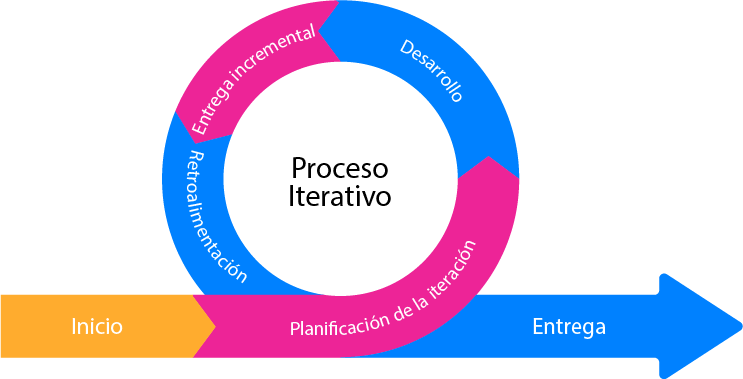 Proceso
Iterativo
Inicio
Planificación de la iteración
Desarrollo
Entrega incremental
Retroalimentación
Entrega